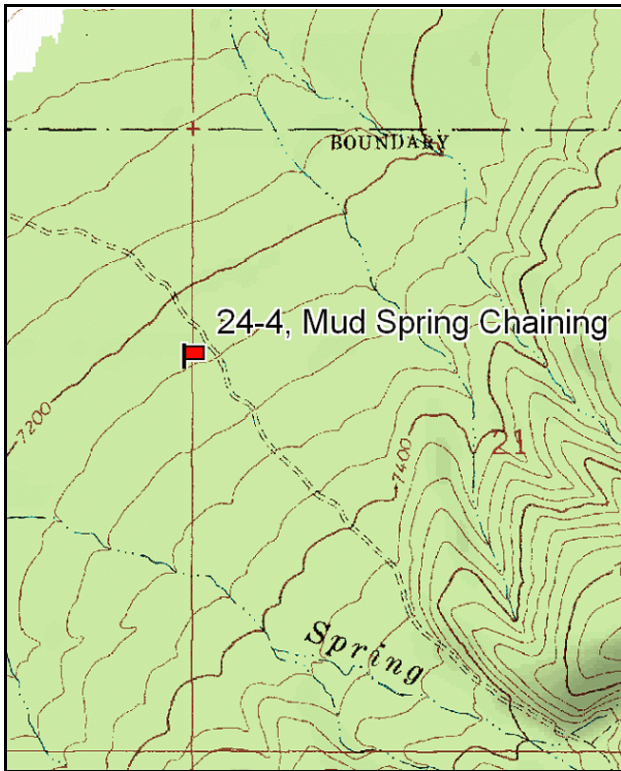 BOUNDARY
24-4, Mud Spring Chaining
7200
7400
21
Spring